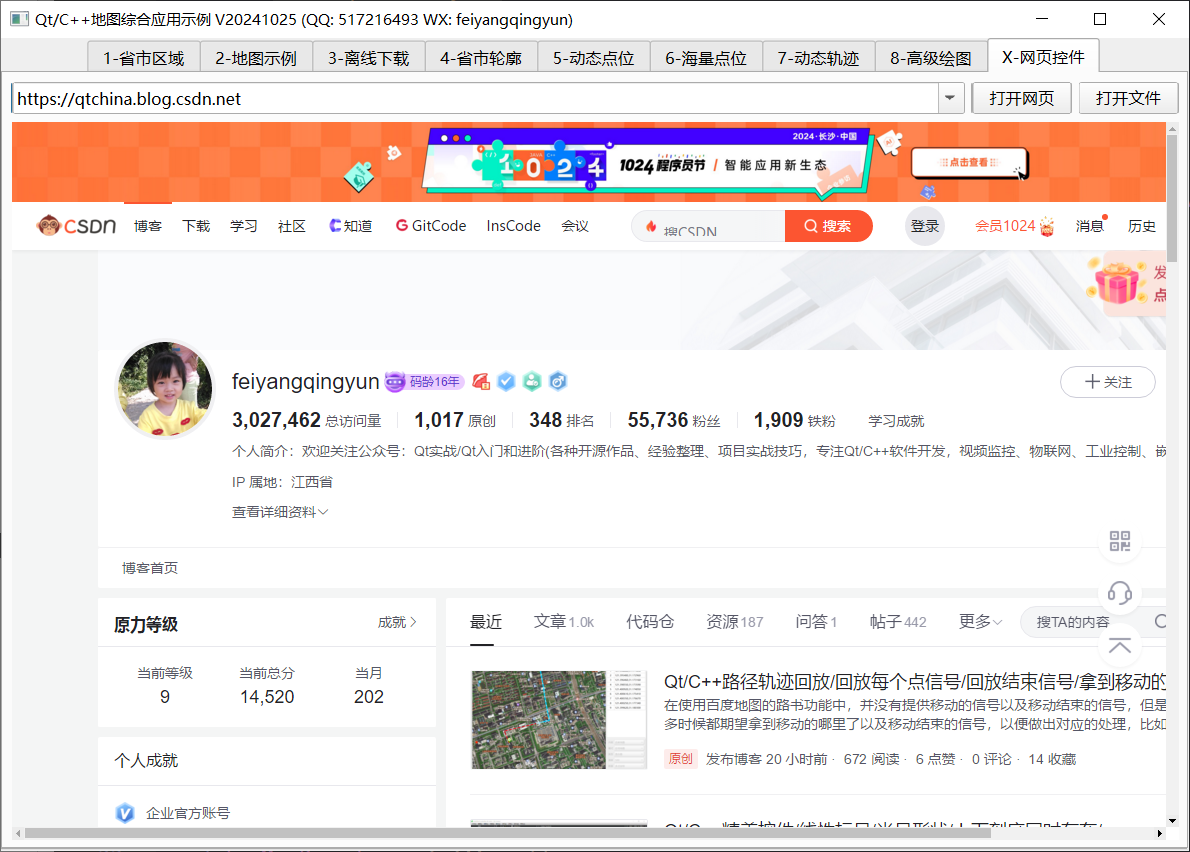 Qt/C++地图综合应用示例 V20241025 (QQ: 517216493 WX: feiyangqingyun)
1-省市区域 2-地图示例 3-离线下载 4-省市轮廓 5-动态点位 6-海量点位 7-动态轨迹 8-高级绘图 X-网页控件
https://qtchina.blog.csdn.net 打开网页 打开文件
2024·长沙·中国
1024 1024程序员节 / 智能应用新生态 点击查看
CSDN 博客 下载 学习 社区 C知道 GitCode InsCode 会议 搜CSDN 搜索 登录 会员1024 消息 历史
发
点
feiyangqingyun 码龄16年 关注
3,027,462 总访问量 1,017 原创 348 排名 55,736 粉丝 1,909 铁粉 学习成就
个人简介：欢迎关注公众号：Qt实战/Qt入门和进阶(各种开源作品、经验整理、项目实战技巧，专注Qt/C++软件开发，视频监控、物联网、工业控制、嵌
IP 属地：江西省
查看详细资料
博客首页
原力等级 成就
当前等级 当前总分 当月
9 14,520 202
个人成就
企业官方账号
最近 文章 1.0k 代码仓 资源 187 问答 1 帖子 442 更多 搜TA的内容
Qt/C++路径轨迹回放/回放每个点信号/回放结束信号/拿到移动的
在使用百度地图的路书功能中，并没有提供移动的信号以及移动结束的信号，但是
多时候都期望拿到移动的哪里了以及移动结束的信号，以便做出对应的处理，比如
原创 发布博客 20 小时前 · 672 阅读 · 6 点赞 · 0 评论 · 14 收藏